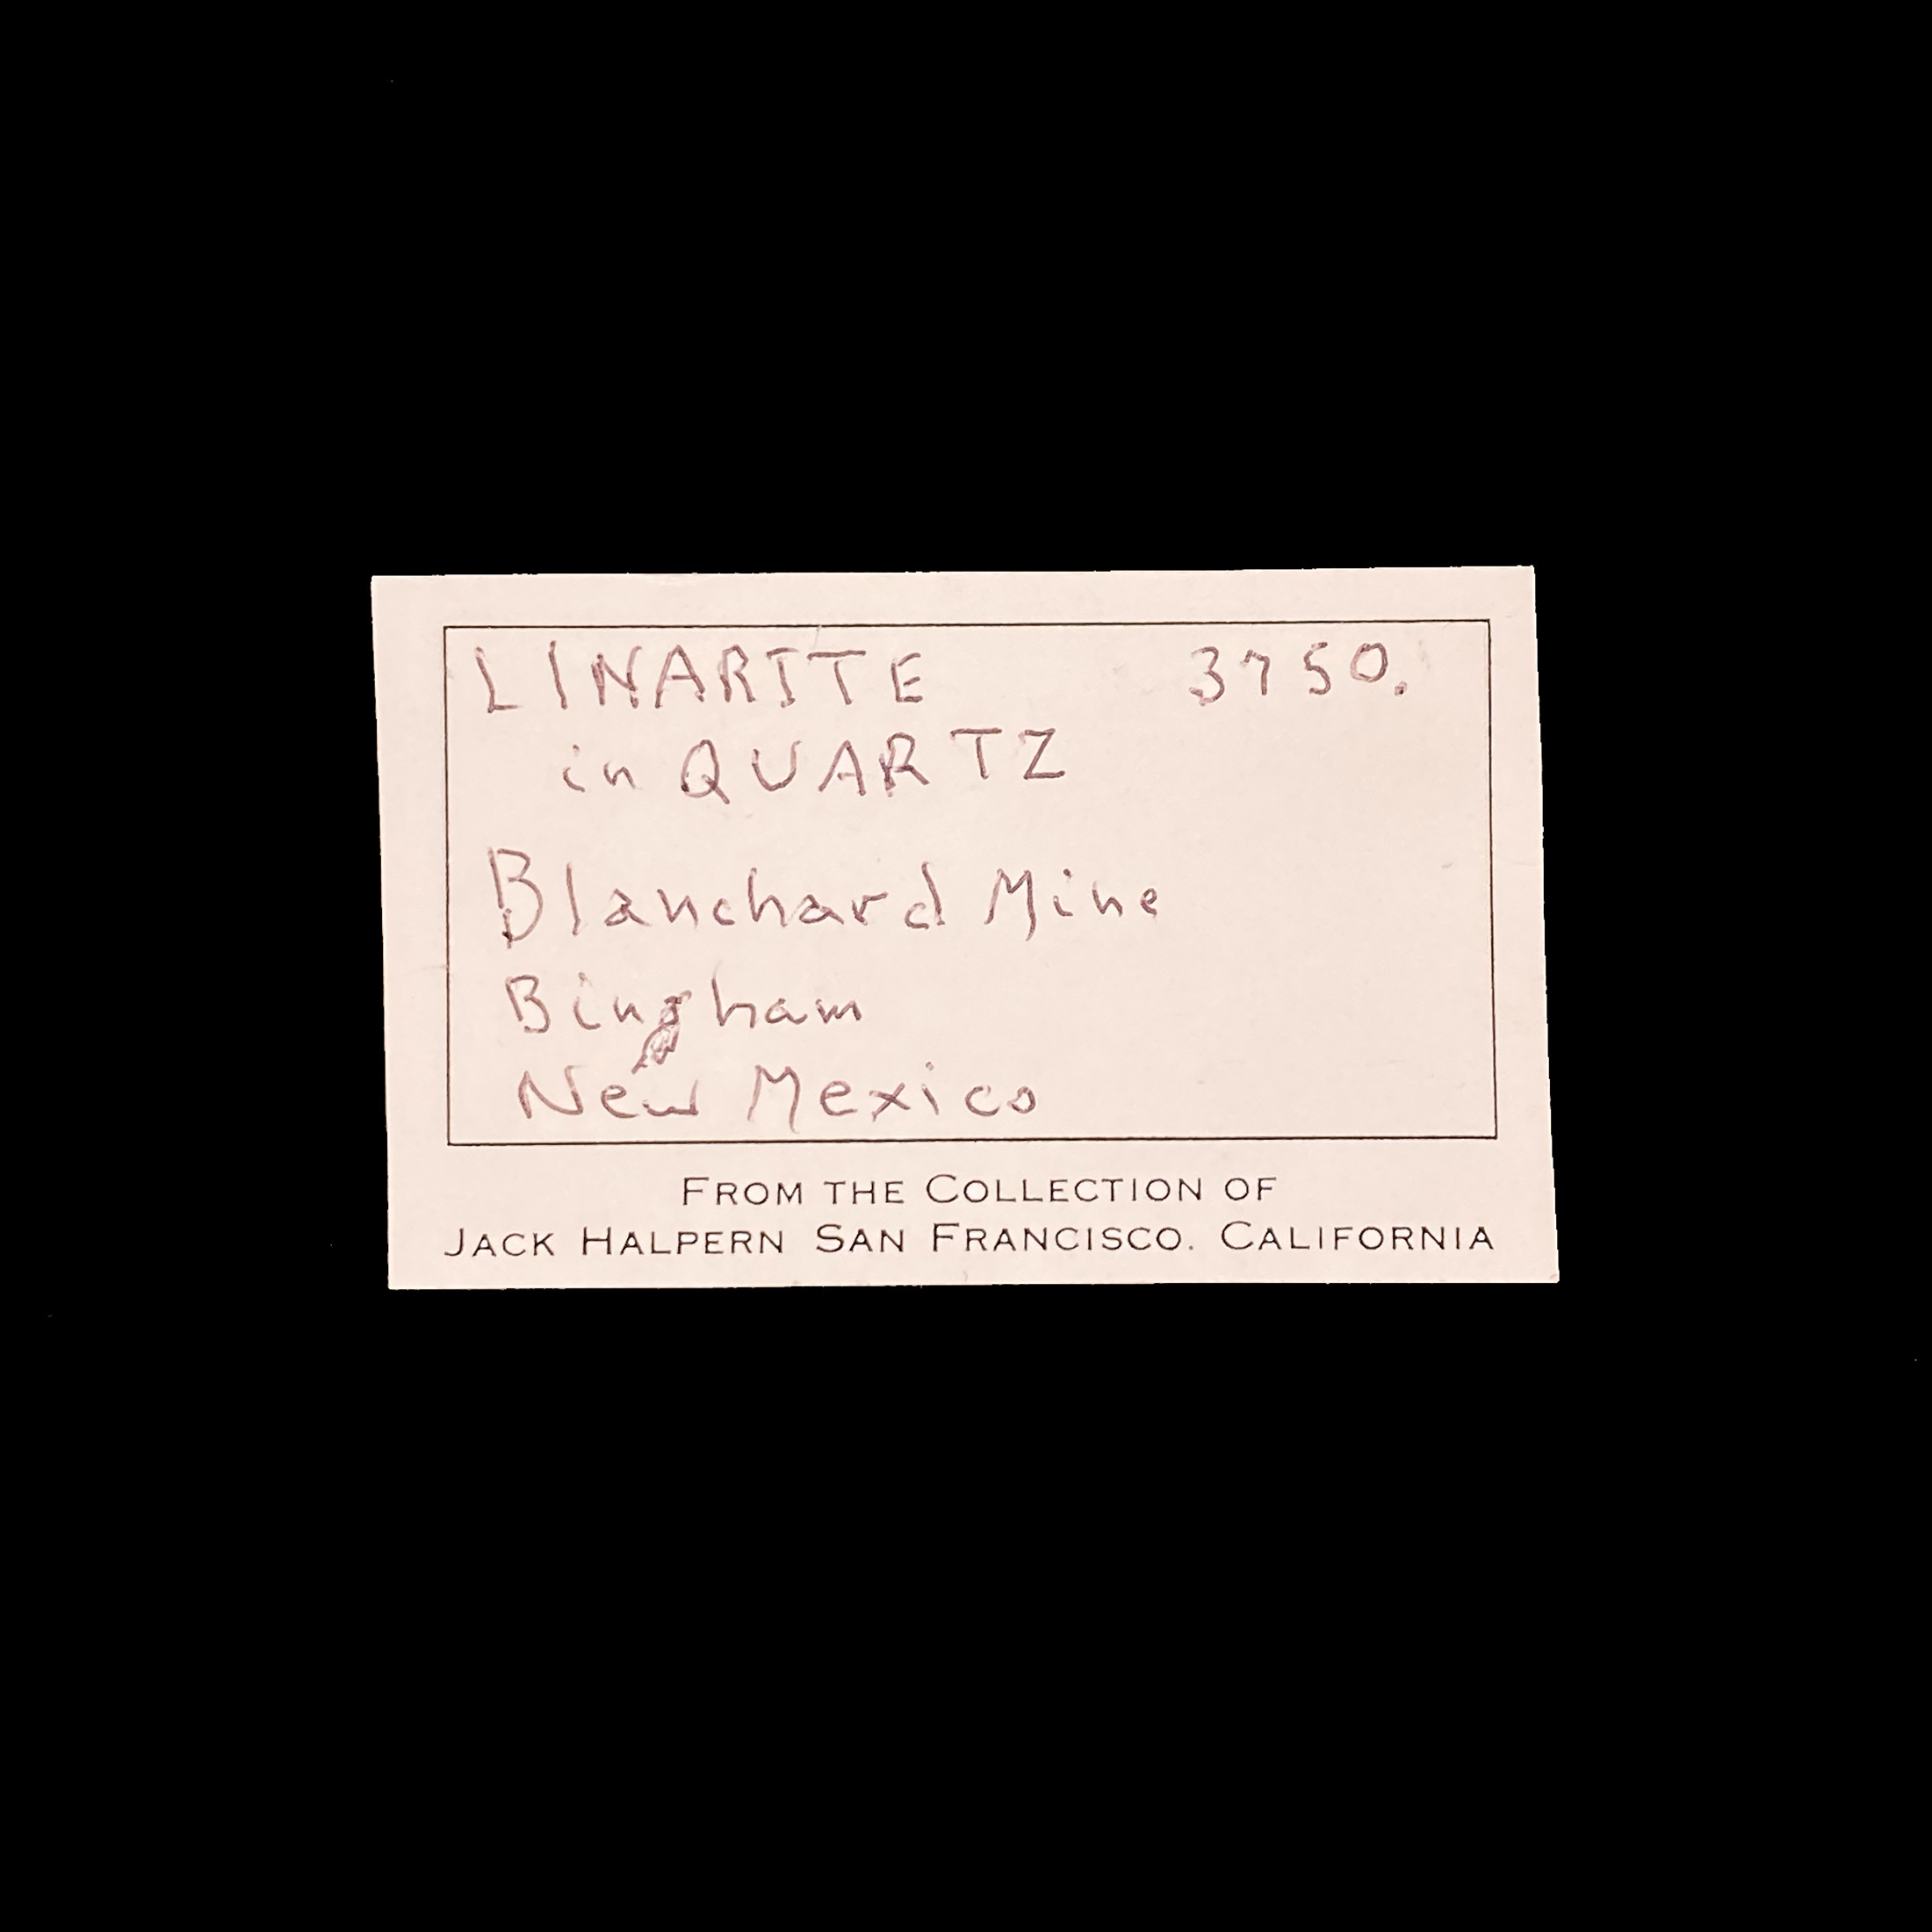 LINARITE 3750.
in QUARTZ
Blanchard Mine
Bingham
New Mexico
FROM THE COLLECTION OF
JACK HALPERN SAN FRANCISCO. CALIFORNIA